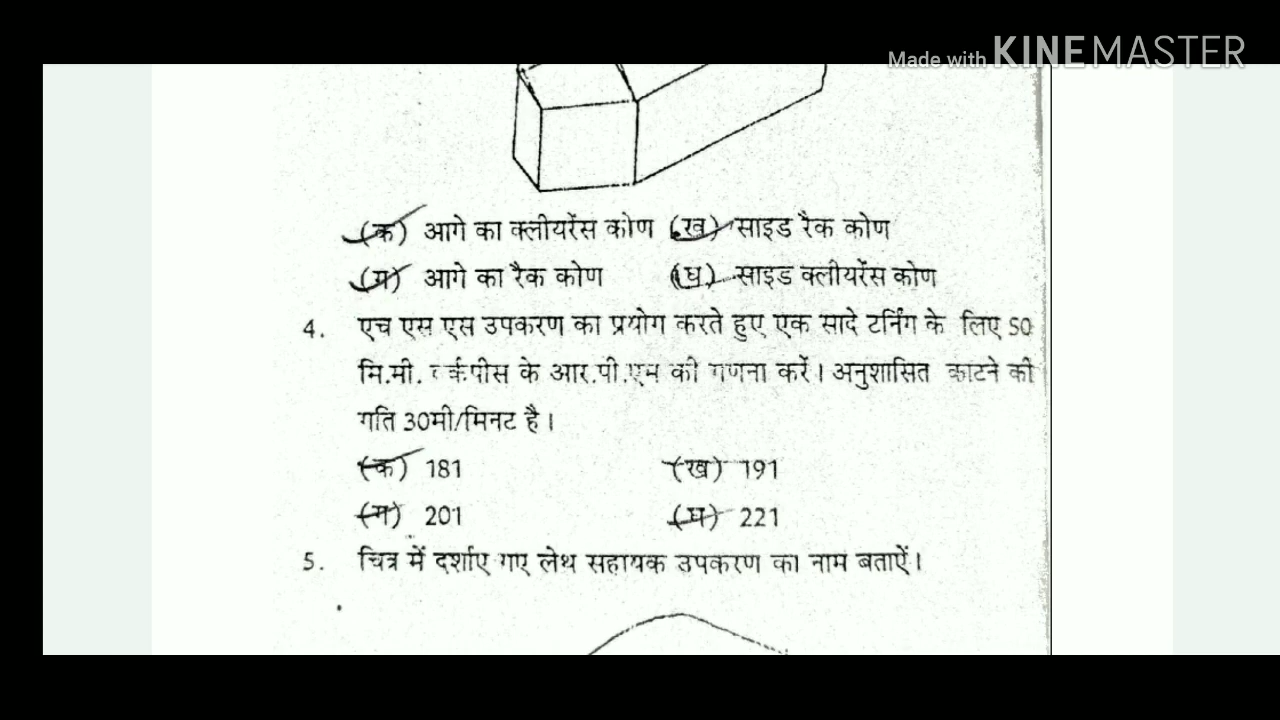 Made with KINEMASTER
(क) आगे का क्लीयरेंस कोण (ख) साइड रैक कोण
(ग) आगे का रैक कोण (घ) साइड क्लीयरेंस कोण
4. एच एस एस उपकरण का प्रयोग करते हुए एक सादे टर्निंग के लिए 50
मि.मी. वर्कपीस के आर.पी.एम की गणना करें। अनुशासित काटने की
गति 30मी/मिनट है।
(क) 181 (ख) 191
(ग) 201 (घ) 221
5. चित्र में दर्शाए गए लेथ सहायक उपकरण का नाम बताऐं।